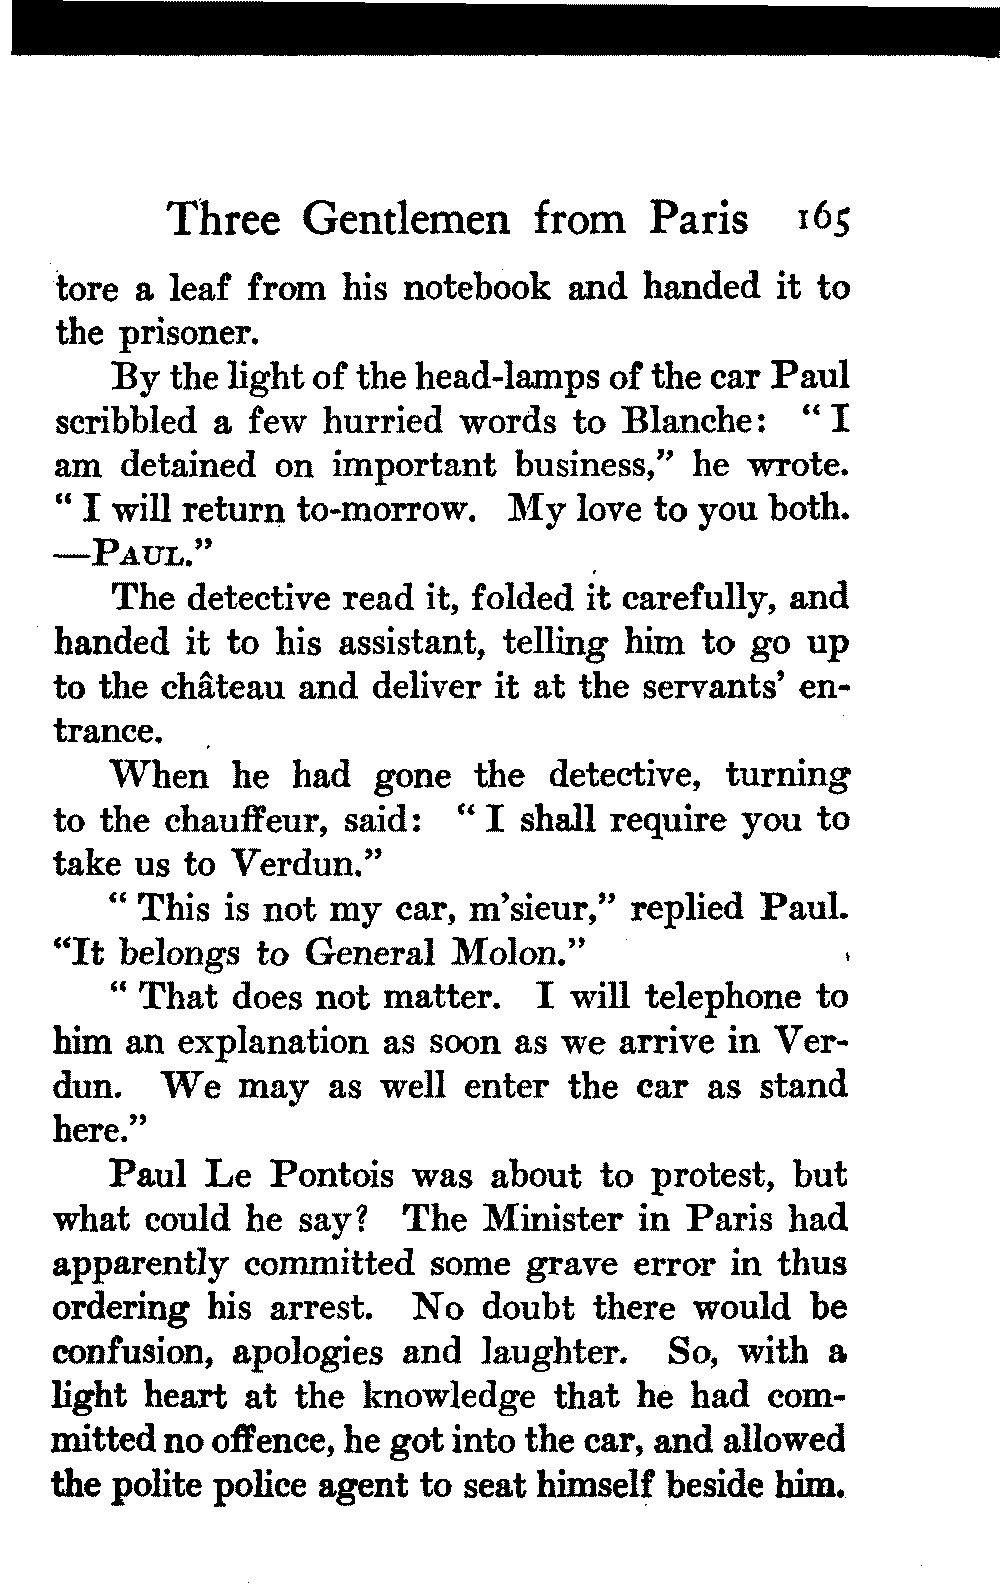 Three Gentlemen from Paris 165
tore a leaf from his notebook and handed it to
the prisoner.
By the light of the head-lamps of the car Paul
scribbled a few hurried words to Blanche: “ I
am detained on important business,” he wrote.
“ I will return to-morrow. My love to you both.
—PAUL.”
The detective read it, folded it carefully, and
handed it to his assistant, telling him to go up
to the château and deliver it at the servants’ en-
trance.
When he had gone the detective, turning
to the chauffeur, said: “ I shall require you to
take us to Verdun.”
“ This is not my car, m’sieur,” replied Paul.
“It belongs to General Molon.”
“ That does not matter. I will telephone to
him an explanation as soon as we arrive in Ver-
dun. We may as well enter the car as stand
here.”
Paul Le Pontois was about to protest, but
what could he say? The Minister in Paris had
apparently committed some grave error in thus
ordering his arrest. No doubt there would be
confusion, apologies and laughter. So, with a
light heart at the knowledge that he had com-
mitted no offence, he got into the car, and allowed
the polite police agent to seat himself beside him.